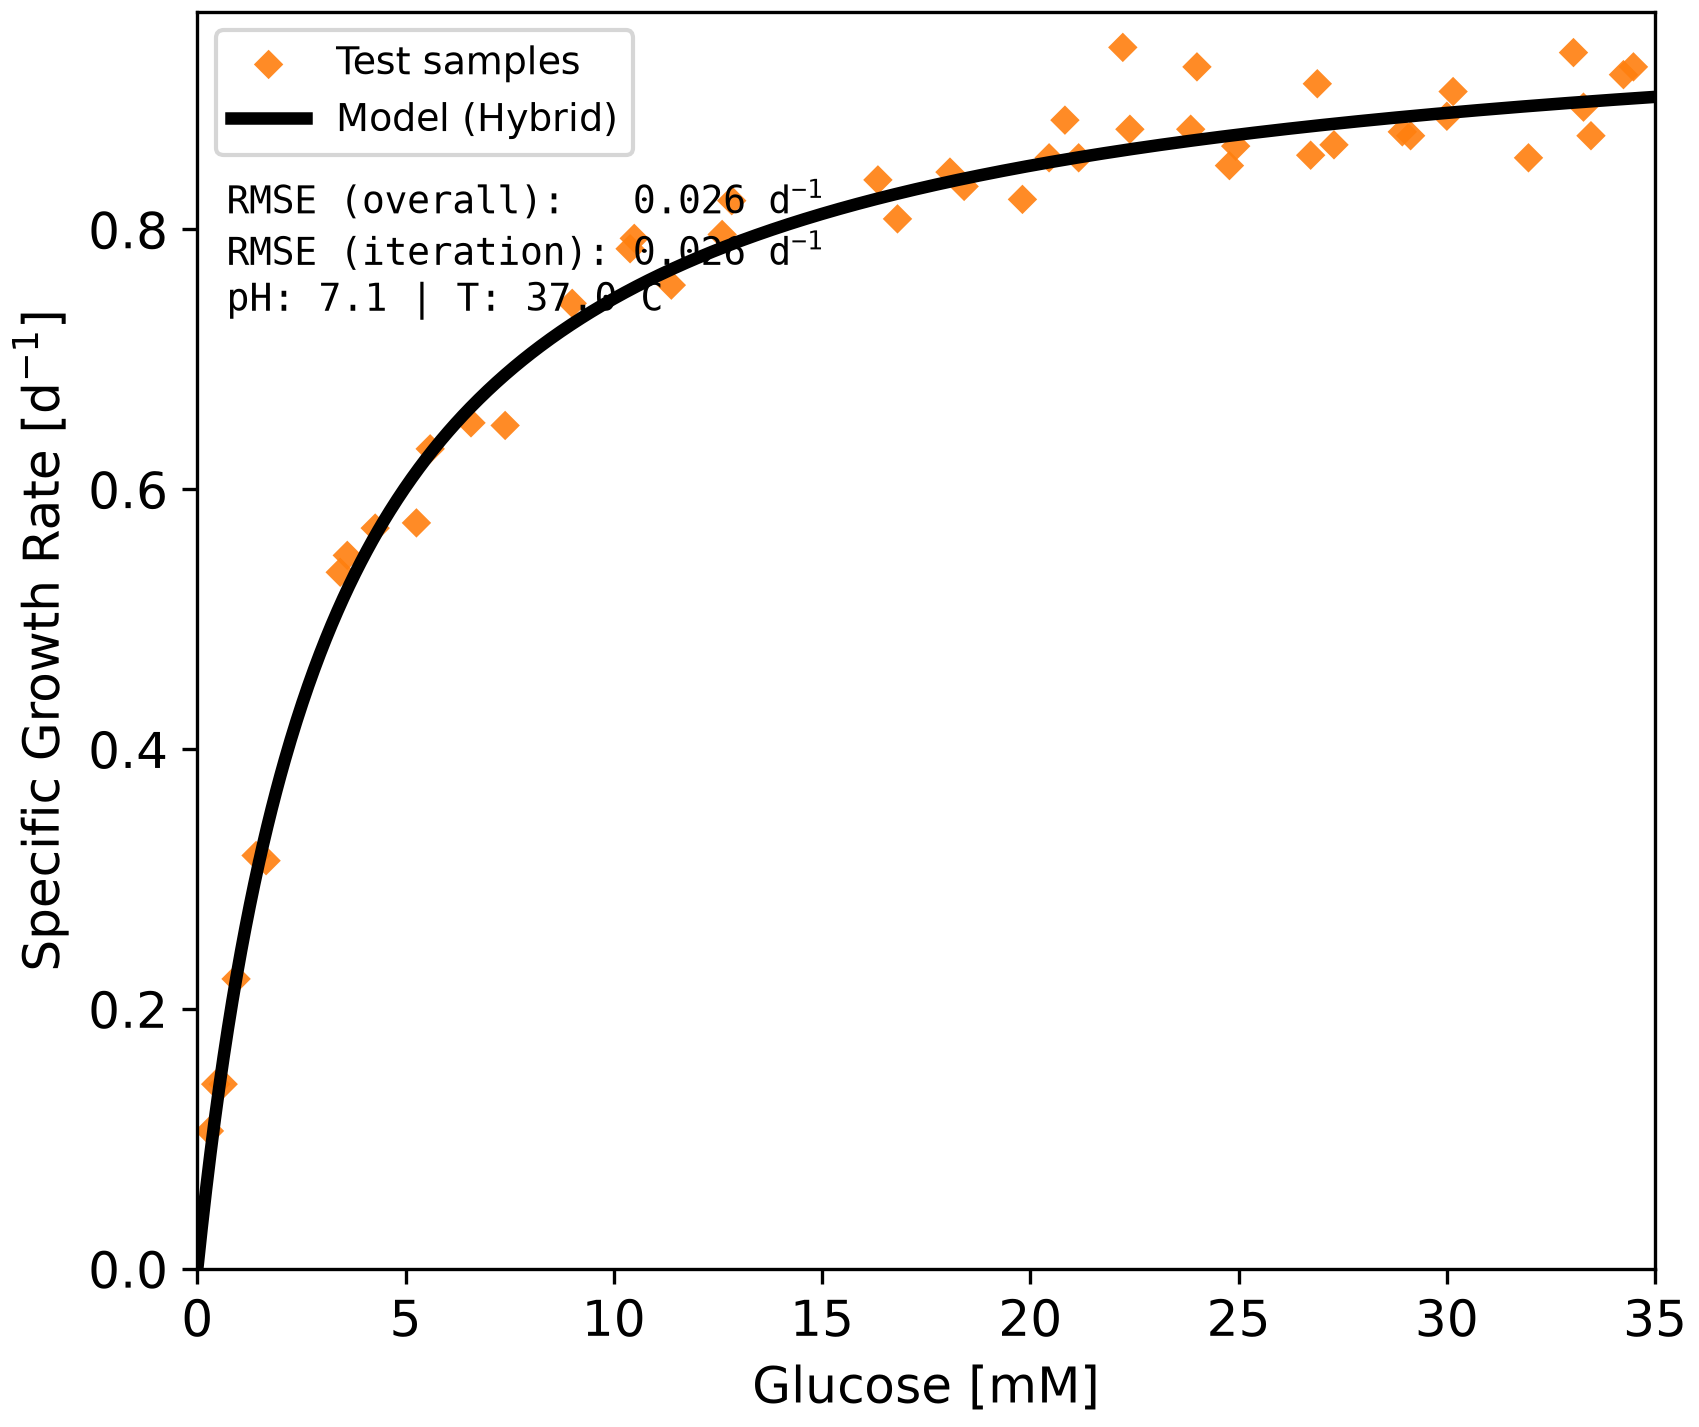 Test samples
Model (Hybrid)
RMSE (overall):   0.026 d⁻¹
RMSE (iteration): 0.026 d⁻¹
pH: 7.1 | T: 37.0 C
Specific Growth Rate [d⁻¹]
0.8
0.6
0.4
0.2
0.0
0 5 10 15 20 25 30 35
Glucose [mM]